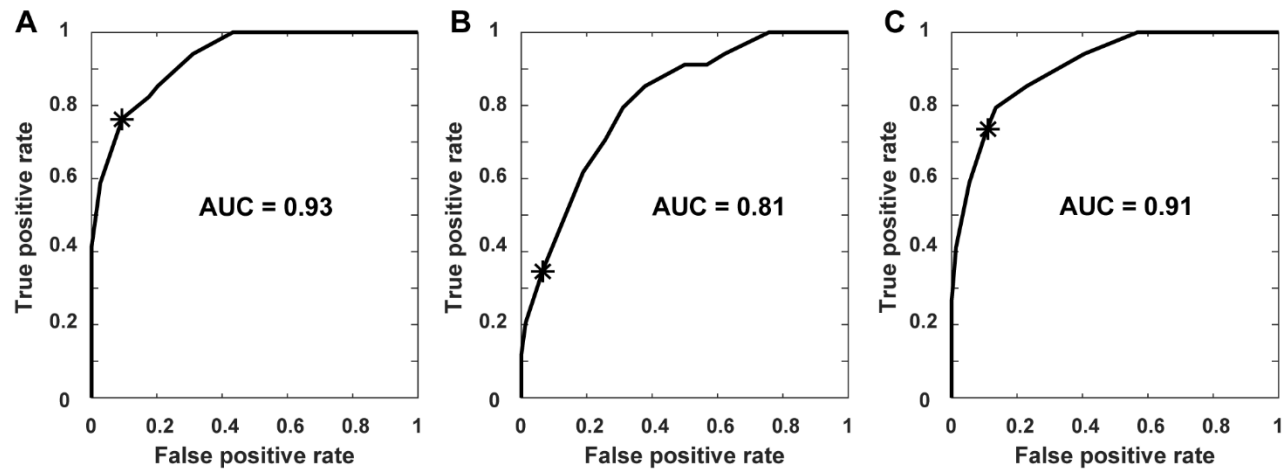 A
True positive rate
1
0.8
0.6
0.4
0.2
0
AUC = 0.93
0 0.2 0.4 0.6 0.8 1
False positive rate
B
True positive rate
1
0.8
0.6
0.4
0.2
0
AUC = 0.81
0 0.2 0.4 0.6 0.8 1
False positive rate
C
True positive rate
1
0.8
0.6
0.4
0.2
0
AUC = 0.91
0 0.2 0.4 0.6 0.8 1
False positive rate